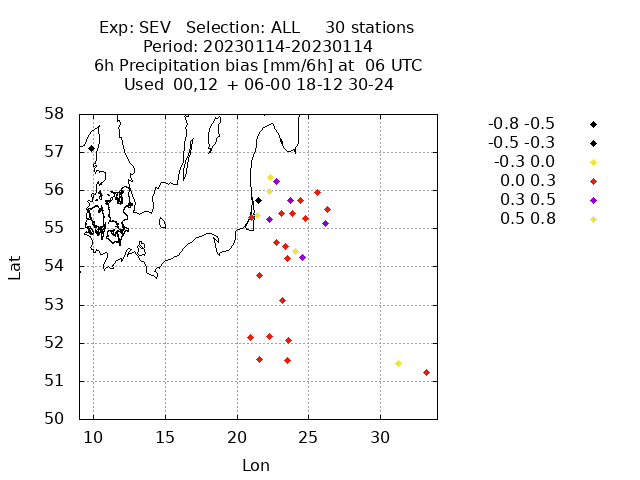 Exp: SEV   Selection: ALL     30 stations
Period: 20230114-20230114
6h Precipitation bias [mm/6h] at  06 UTC
Used  00,12  + 06-00 18-12 30-24
-0.8 -0.5
-0.5 -0.3
-0.3 0.0
0.0 0.3
0.3 0.5
0.5 0.8
58
57
56
55
54
53
52
51
50
Lat
10 15 20 25 30
Lon